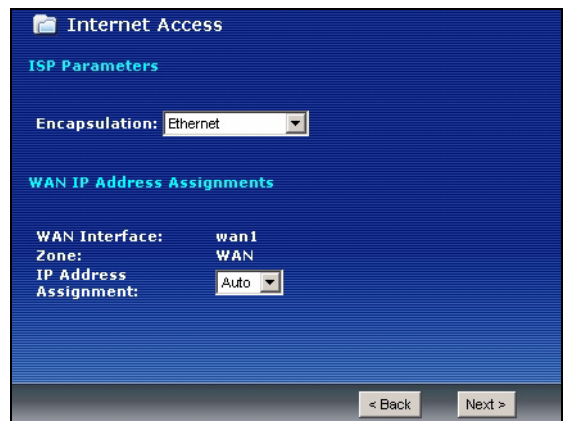 Internet Access
ISP Parameters
Encapsulation: Ethernet
WAN IP Address Assignments
WAN Interface: wan1
Zone: WAN
IP Address
Assignment: Auto
< Back Next >